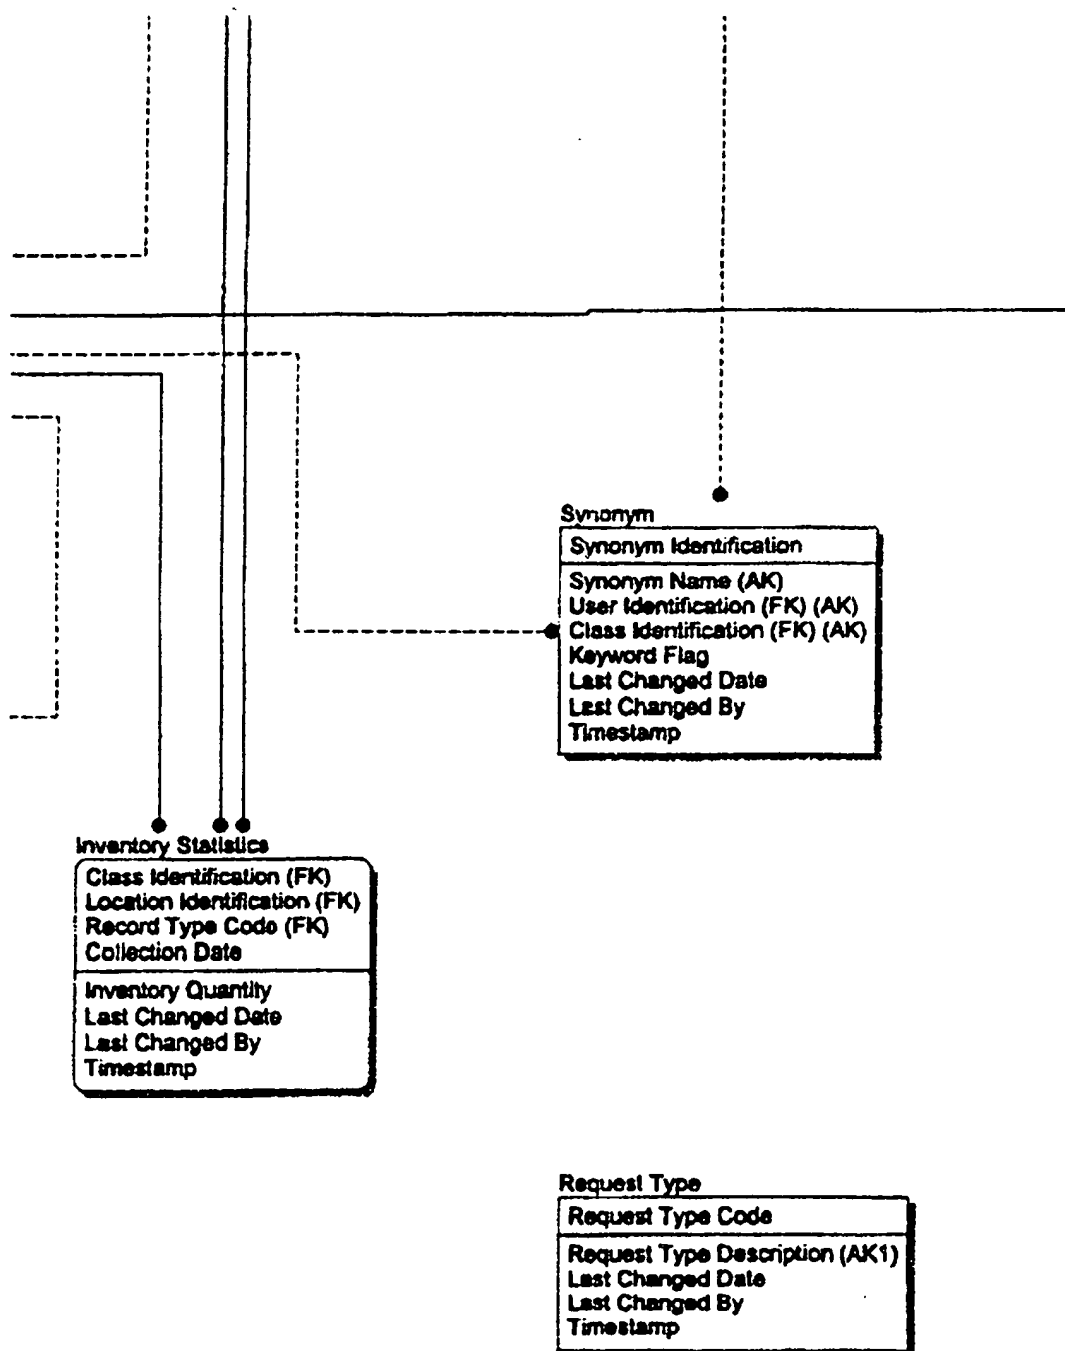 Synonym
Synonym Identification
Synonym Name (AK)
User Identification (FK) (AK)
Class Identification (FK) (AK)
Keyword Flag
Last Changed Date
Last Changed By
Timestamp
Inventory Statistics
Class Identification (FK)
Location Identification (FK)
Record Type Code (FK)
Collection Date
Inventory Quantity
Last Changed Date
Last Changed By
Timestamp
Request Type
Request Type Code
Request Type Description (AK1)
Last Changed Date
Last Changed By
Timestamp